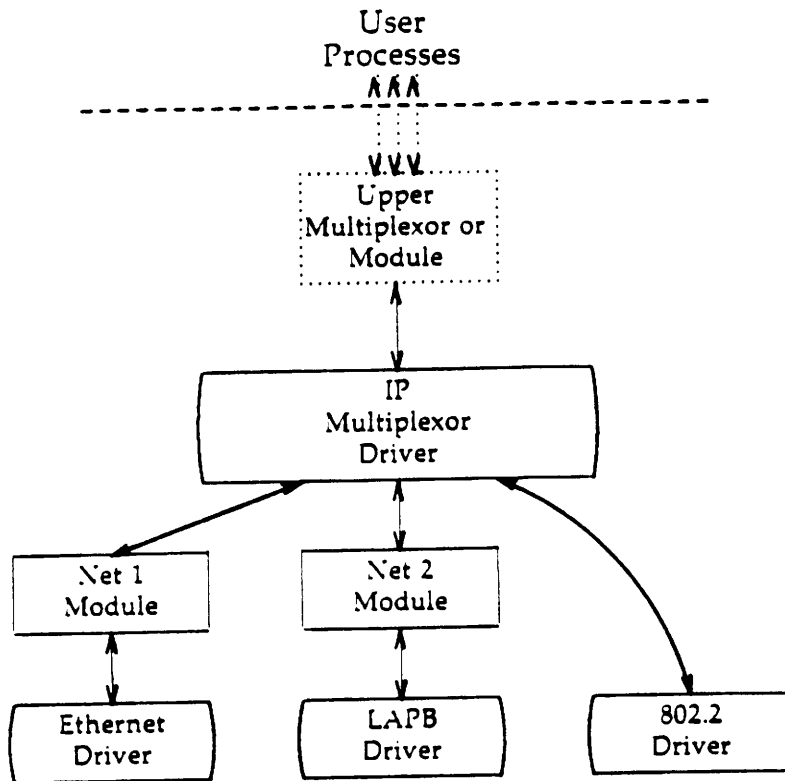 User
Processes
Upper
Multiplexor or
Module
IP
Multiplexor
Driver
Net 1
Module
Net 2
Module
Ethernet
Driver
LAPB
Driver
802.2
Driver